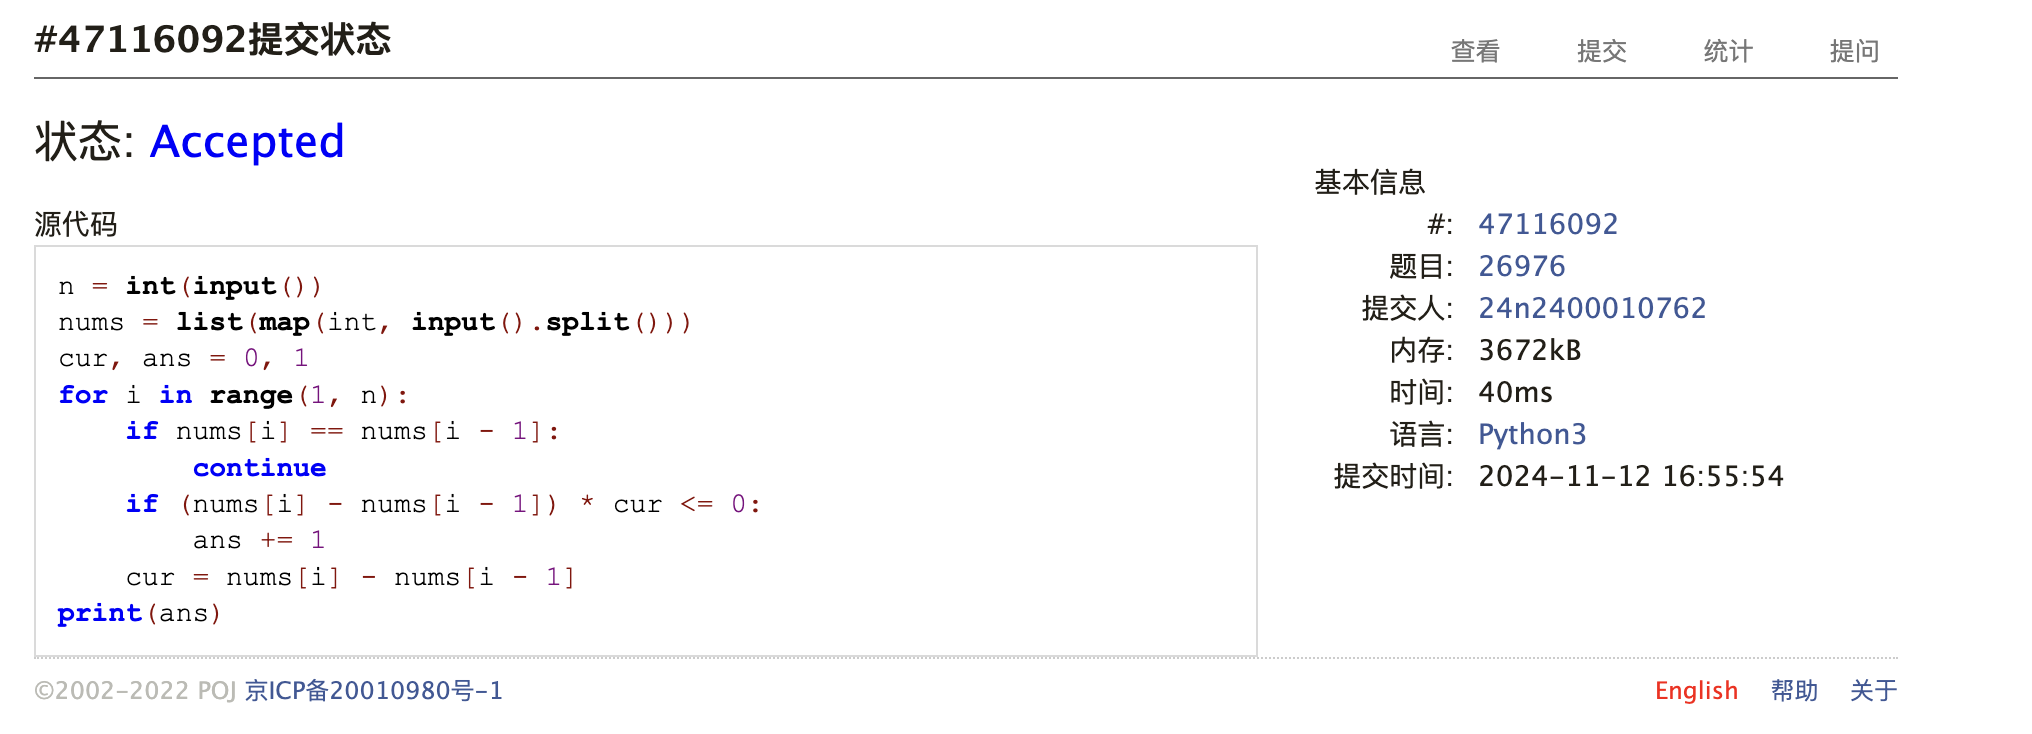 #47116092提交状态
查看 提交 统计 提问
状态: Accepted
源代码
n = int(input())
nums = list(map(int, input().split()))
cur, ans = 0, 1
for i in range(1, n):
    if nums[i] == nums[i - 1]:
        continue
    if (nums[i] - nums[i - 1]) * cur <= 0:
        ans += 1
    cur = nums[i] - nums[i - 1]
print(ans)
基本信息
#: 47116092
题目: 26976
提交人: 24n2400010762
内存: 3672kB
时间: 40ms
语言: Python3
提交时间: 2024-11-12 16:55:54
©2002-2022 POJ 京ICP备20010980号-1
English 帮助 关于